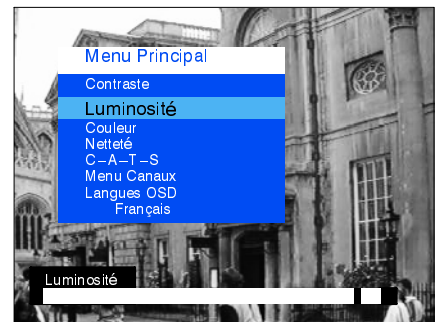 Menu Principal
Contraste
Luminosité
Couleur
Netteté
C-A-T-S
Menu Canaux
Langues OSD
Français
Luminosité